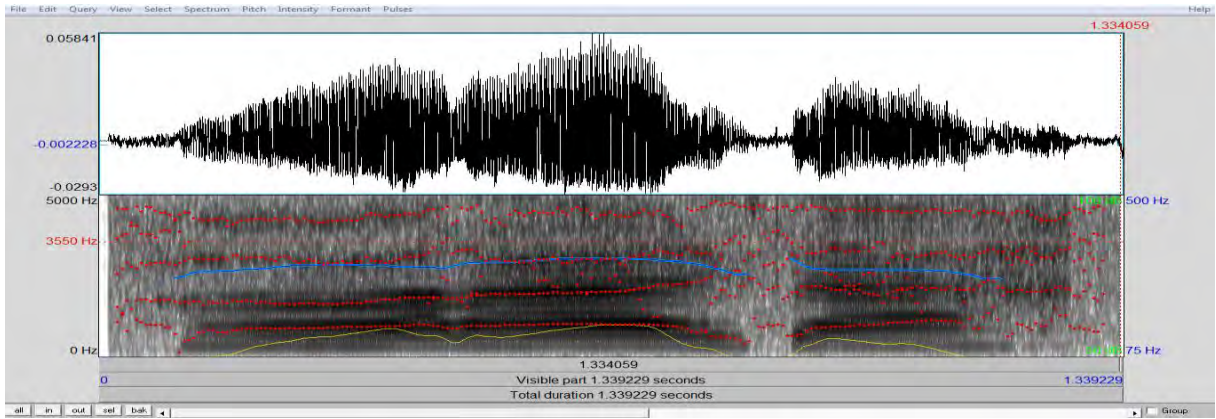 File Edit Query View Select Spectrum Pitch Intensity Formant Pulses Help
1.334059
0.05841
-0.002228
-0.0293
5000 Hz 500 Hz
3550 Hz
0 Hz 75 Hz
1.334059
0 Visible part 1.339229 seconds 1.339229
Total duration 1.339229 seconds
all in out sel bak Group